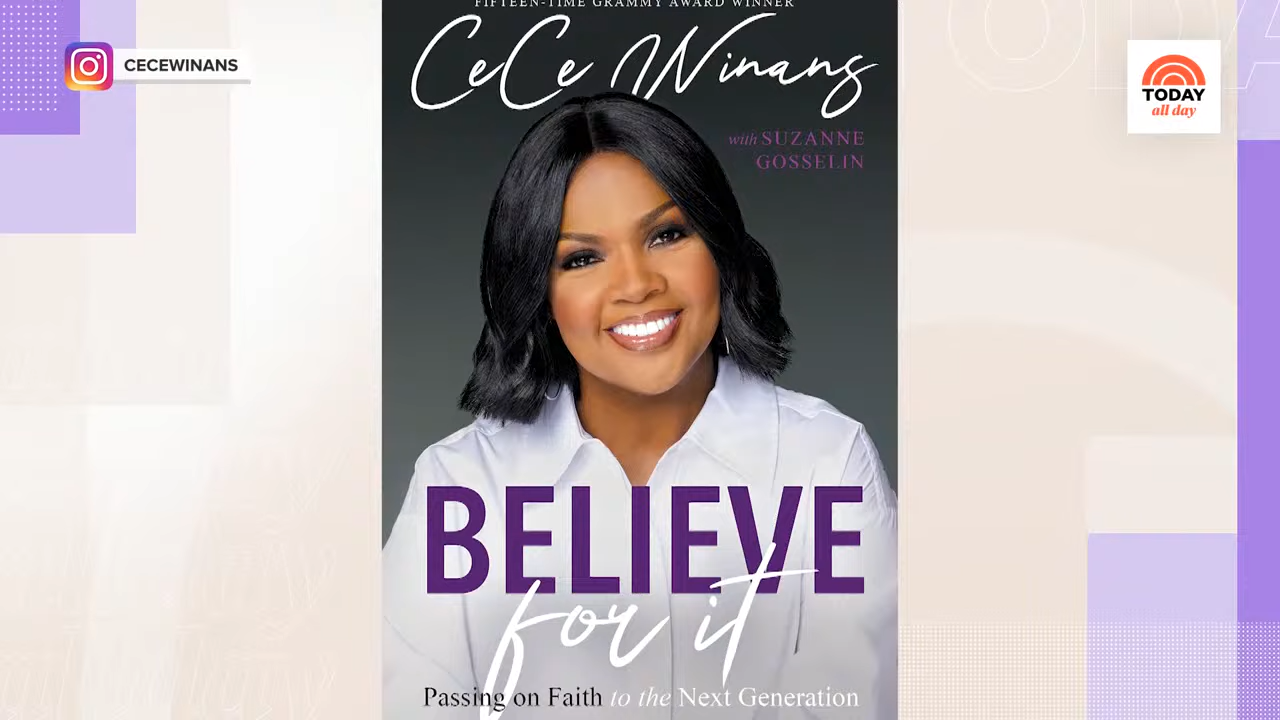 FIFTEEN-TIME GRAMMY AWARD WINNER
CeCe Winans
with SUZANNE
GOSSELIN
CECEWINANS
TODAY
all day
BELIEVE
for it
Passing on Faith to the Next Generation